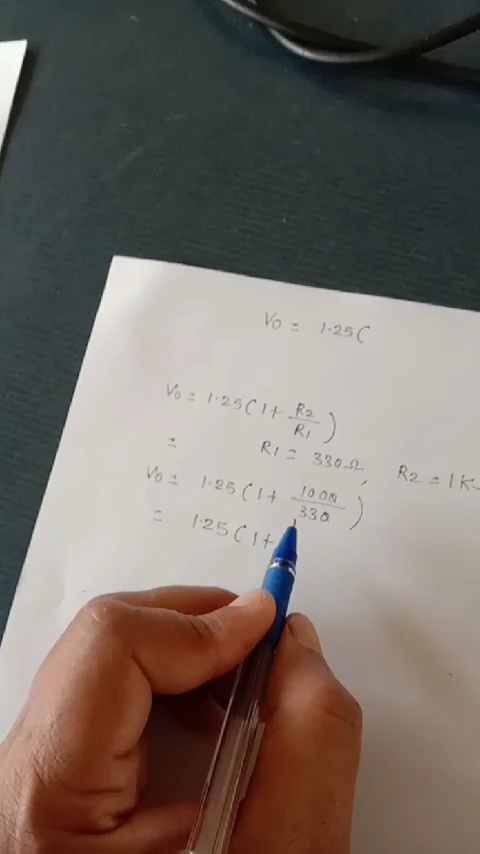 V0 = 1.25(
V0 = 1.25(1+ R2/R1)
= R1 = 330Ω, R2 = 1K
V0 = 1.25(1+ 1000/330)
= 1.25(1+